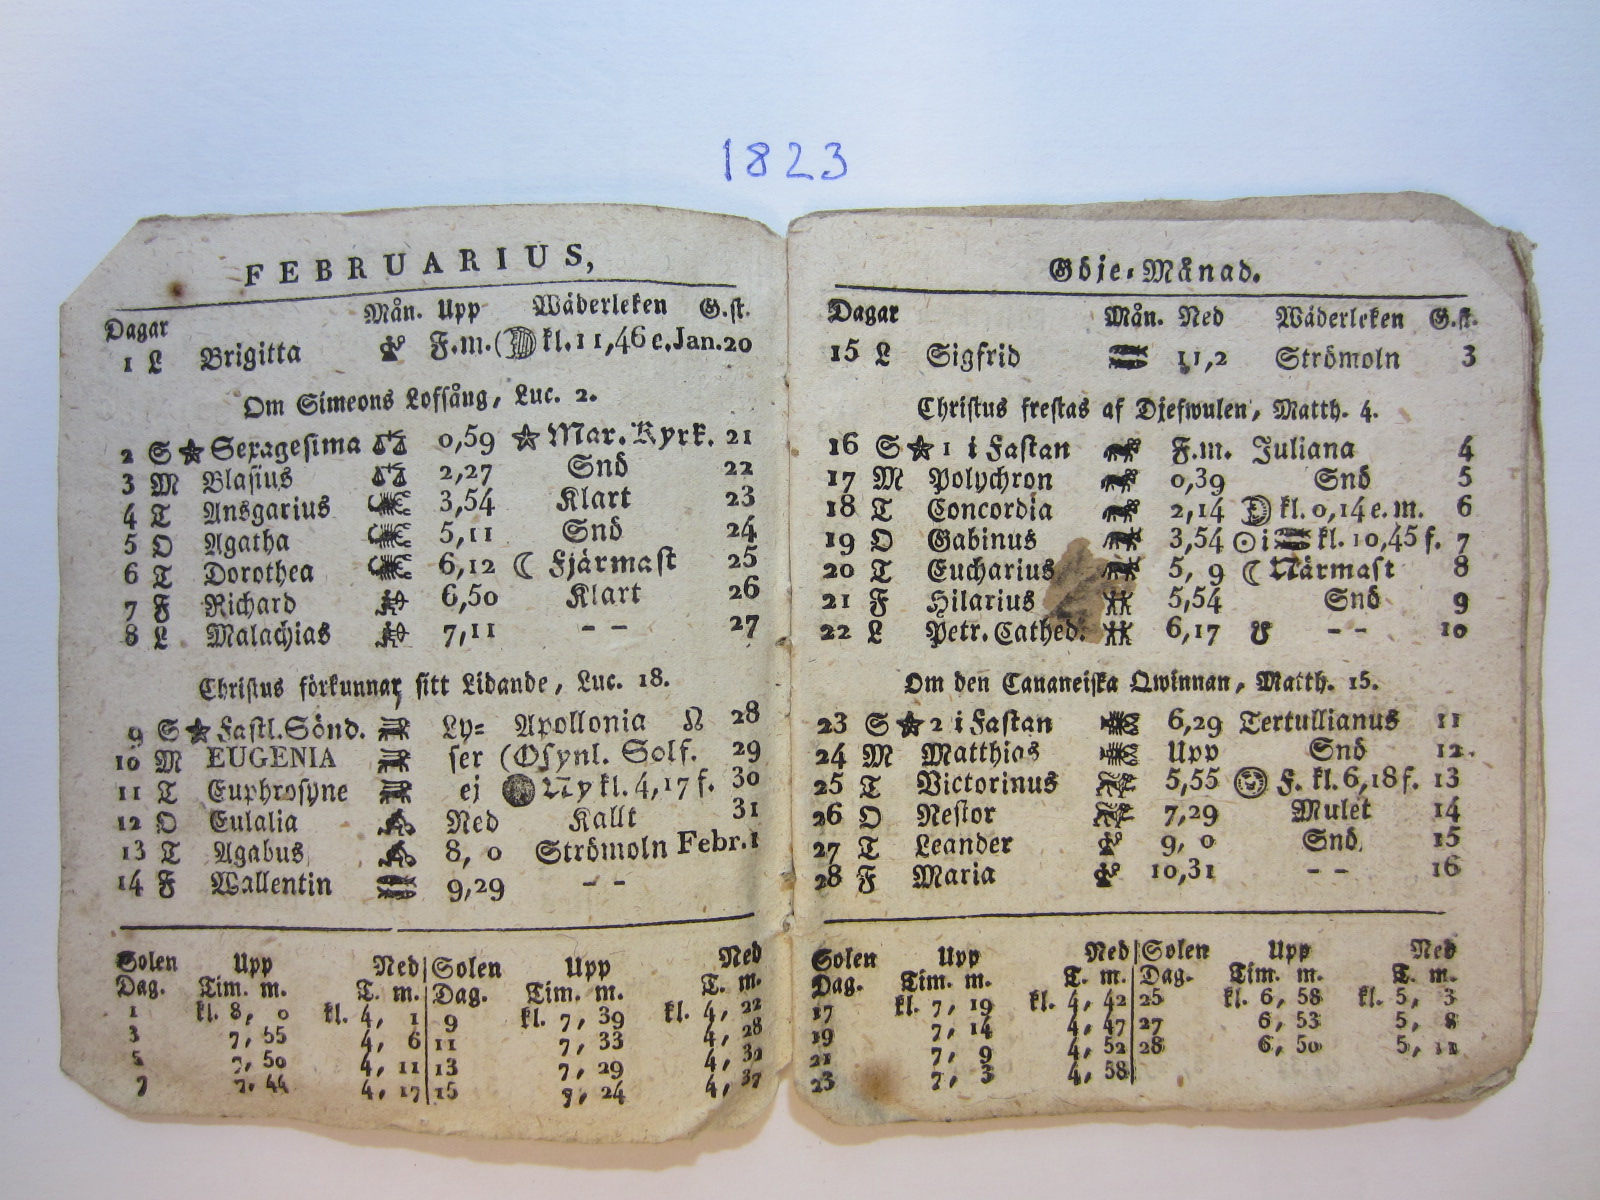 1823
FEBRUARIUS,
Dagar Mån. Upp Wäderleken G.st.
1 L Brigitta F.m. kl. 11,46 e. Jan. 20
Om Simeons Lofsång, Luc. 2.
2 S Sexagesima 0,59 Mar. Kyrk. 21
3 M Blasius 2,27 Snö 22
4 T Ansgarius 3,54 Klart 23
5 O Agatha 5,11 Snö 24
6 T Dorothea 6,12 ☾ Fjärmast 25
7 F Richard 6,50 Klart 26
8 L Malachias 7,11 – – 27
Christus förkunnar sitt Lidande, Luc. 18.
9 S Fastl. Sönd. Ly= Apollonia ☊ 28
10 M EUGENIA ser (Osynl. Solf. 29
11 T Euphrosyne ej Ny kl. 4,17 f. 30
12 O Eulalia Ned Kallt 31
13 T Agabus 8, 0 Strömoln Febr. 1
14 F Wallentin 9,29 – –
Solen Upp Ned Solen Upp Ned
Dag. Tim. m. T. m. Dag. Tim. m. T. m.
1 kl. 8, 0 kl. 4, 1 9 kl. 7, 39 kl. 4, 22
3 7, 55 4, 6 11 7, 33 4, 28
5 7, 50 4, 11 13 7, 29 4, 32
7 7, 44 4, 17 15 7, 24 4, 37
Göje-Månad.
Dagar Mån. Ned Wäderleken G.st.
15 L Sigfrid 11,2 Strömoln 3
Christus frestas af Djefwulen, Matth. 4.
16 S 1 i Fastan F.m. Juliana 4
17 M Polychron 0,39 Snö 5
18 T Concordia 2,14 kl. 0,14 e. m. 6
19 O Gabinus 3,54 ☉ i kl. 10,45 f. 7
20 T Eucharius 5, 9 ☾ Närmast 8
21 F Hilarius 5,54 Snö 9
22 L Petr. Cathed. 6,17 ☋ – – 10
Om den Cananeiska Qwinnan, Matth. 15.
23 S 2 i Fastan 6,29 Tertullianus 11
24 M Matthias Upp Snö 12.
25 T Victorinus 5,55 F. kl. 6,18 f. 13
26 O Nestor 7,29 Mulet 14
27 T Leander 9, 0 Snö 15
28 F Maria 10,31 – – 16
Solen Upp Ned Solen Upp Ned
Dag. Tim. m. T. m. Dag. Tim. m. T. m.
17 kl. 7, 19 kl. 4, 42 25 kl. 6, 58 kl. 5, 3
19 7, 14 4, 47 27 6, 53 5, 8
21 7, 9 4, 52 28 6, 50 5, 11
23 7, 3 4, 58